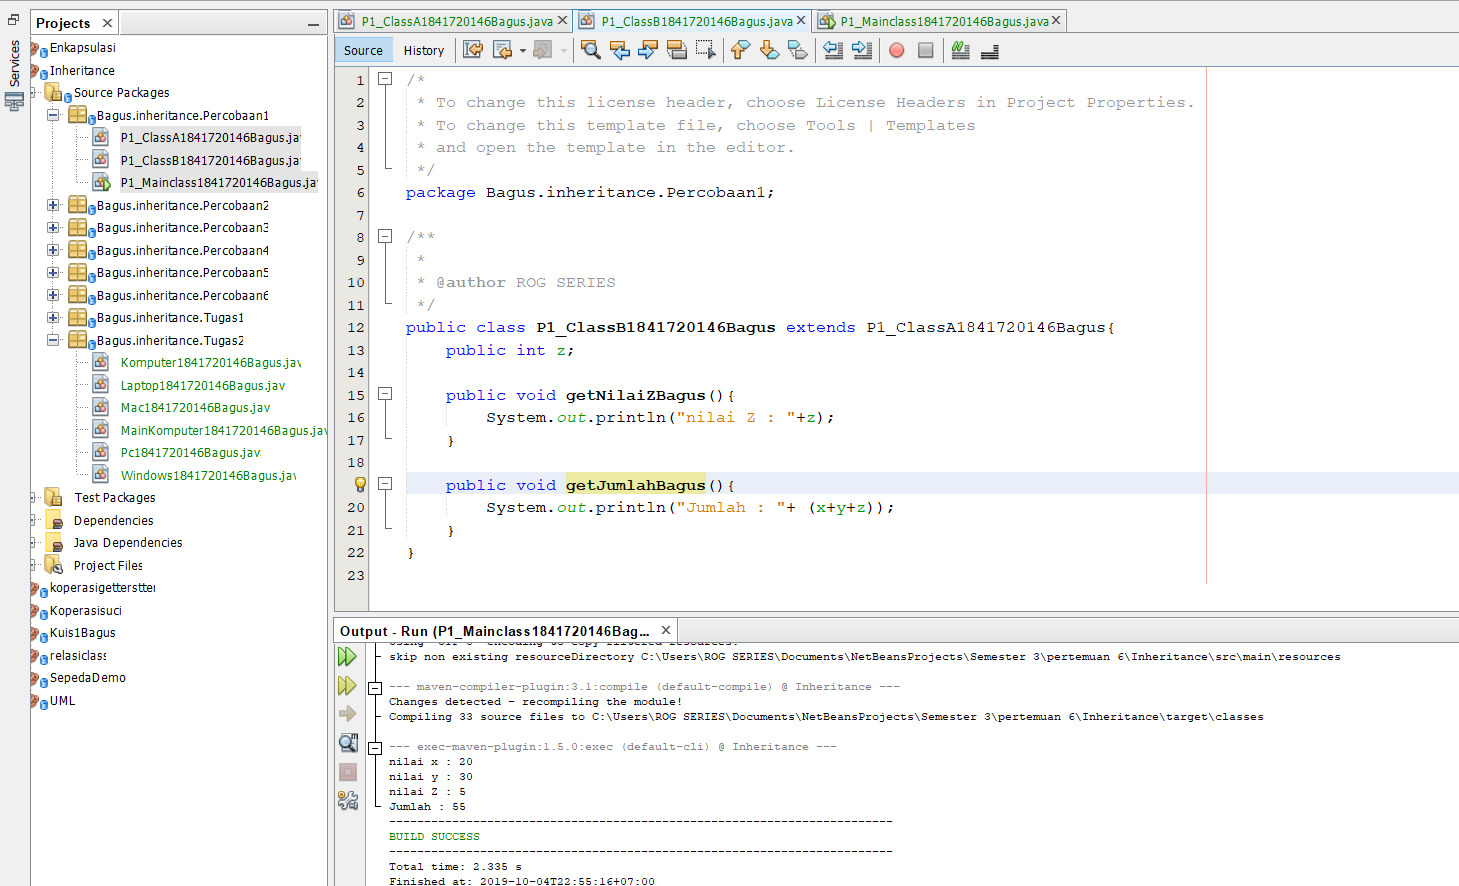 Services
Projects
Enkapsulasi
Inheritance
Source Packages
Bagus.inheritance.Percobaan1
P1_ClassA1841720146Bagus.ja
P1_ClassB1841720146Bagus.ja
P1_Mainclass1841720146Bagus.ja
Bagus.inheritance.Percobaan2
Bagus.inheritance.Percobaan3
Bagus.inheritance.Percobaan4
Bagus.inheritance.Percobaan5
Bagus.inheritance.Percobaan6
Bagus.inheritance.Tugas1
Bagus.inheritance.Tugas2
Komputer1841720146Bagus.jav
Laptop1841720146Bagus.jav
Mac1841720146Bagus.jav
MainKomputer1841720146Bagus.jav
Pc1841720146Bagus.java
Windows1841720146Bagus.jav
Test Packages
Dependencies
Java Dependencies
Project Files
koperasigetterstter
Koperasisuci
Kuis1Bagus
relasiclass
SepedaDemo
UML
P1_ClassA1841720146Bagus.java P1_ClassB1841720146Bagus.java P1_Mainclass1841720146Bagus.java
Source History
1 /*
2 * To change this license header, choose License Headers in Project Properties.
3 * To change this template file, choose Tools | Templates
4 * and open the template in the editor.
5 */
6 package Bagus.inheritance.Percobaan1;
7
8 /**
9 *
10 * @author ROG SERIES
11 */
12 public class P1_ClassB1841720146Bagus extends P1_ClassA1841720146Bagus{
13 public int z;
14
15 public void getNilaiZBagus(){
16 System.out.println("nilai Z : "+z);
17 }
18
public void getJumlahBagus(){
20 System.out.println("Jumlah : "+ (x+y+z));
21 }
22 }
23
Output - Run (P1_Mainclass1841720146Bag...
skip non existing resourceDirectory C:\Users\ROG SERIES\Documents\NetBeansProjects\Semester 3\pertemuan 6\Inheritance\src\main\resources
--- maven-compiler-plugin:3.1:compile (default-compile) @ Inheritance ---
Changes detected - recompiling the module!
Compiling 33 source files to C:\Users\ROG SERIES\Documents\NetBeansProjects\Semester 3\pertemuan 6\Inheritance\target\classes
--- exec-maven-plugin:1.5.0:exec (default-cli) @ Inheritance ---
nilai x : 20
nilai y : 30
nilai Z : 5
Jumlah : 55
------------------------------------------------------------------------
BUILD SUCCESS
------------------------------------------------------------------------
Total time: 2.335 s
Finished at: 2019-10-04T22:55:16+07:00